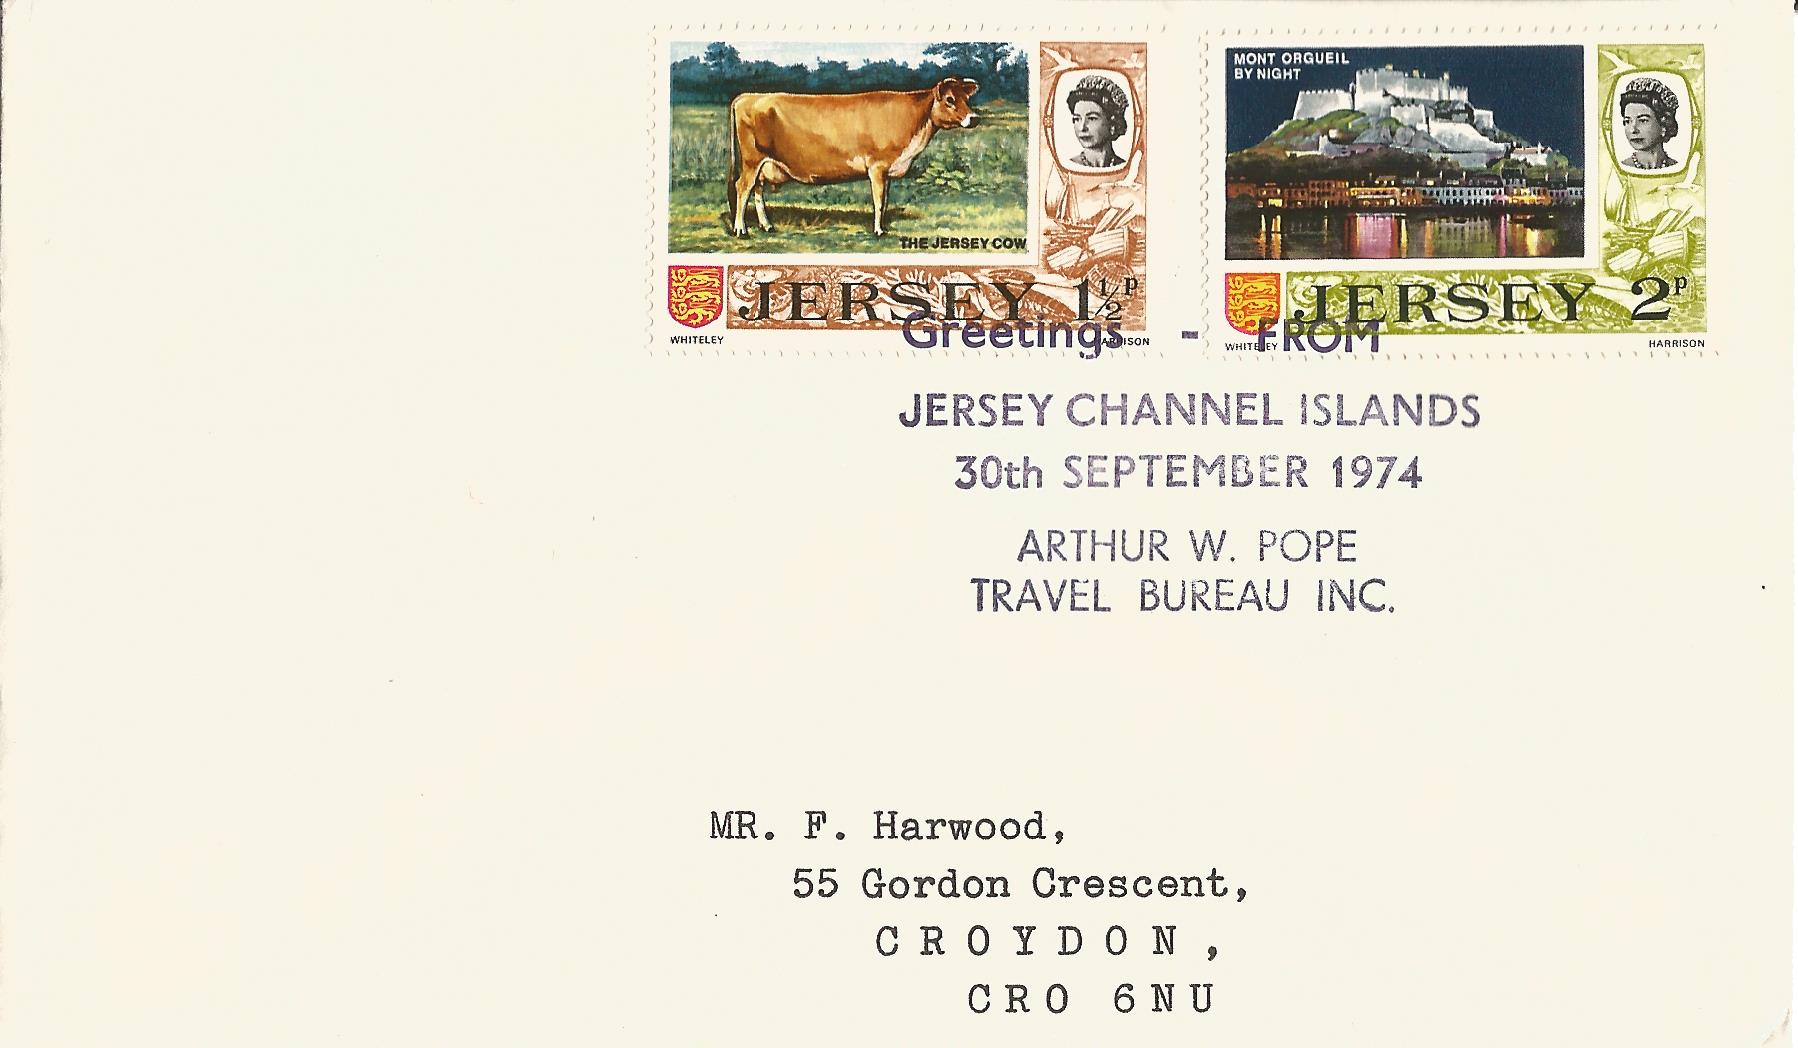 THE JERSEY COW
JERSEY 1½P
WHITELEY HARRISON
MONT ORGUEIL
BY NIGHT
JERSEY 2P
WHITELEY HARRISON
Greetings - FROM
JERSEY CHANNEL ISLANDS
30th SEPTEMBER 1974
ARTHUR W. POPE
TRAVEL BUREAU INC.
MR. F. Harwood,
55 Gordon Crescent,
CROYDON,
CRO 6NU